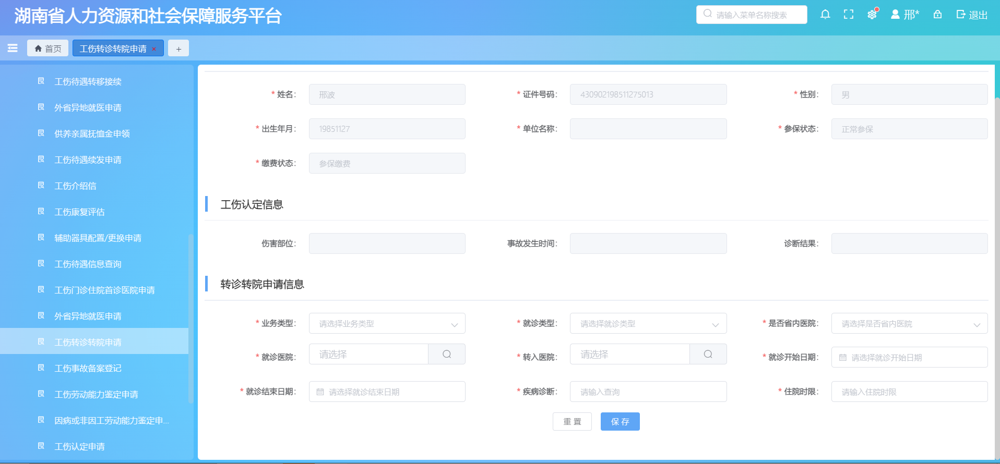 湖南省人力资源和社会保障服务平台
请输入菜单名称搜索
邢*
退出
首页
工伤转诊转院申请 ×
+
工伤待遇转移接续
外省异地就医申请
供养亲属抚恤金申领
工伤待遇续发申请
工伤介绍信
工伤康复评估
辅助器具配置/更换申请
工伤待遇信息查询
工伤门诊住院首诊医院申请
外省异地就医申请
工伤转诊转院申请
工伤事故备案登记
工伤劳动能力鉴定申请
因病或非因工劳动能力鉴定申...
工伤认定申请
* 姓名: 邢波
* 证件号码: 430902198511275013
* 性别: 男
* 出生年月: 19851127
* 单位名称:
* 参保状态: 正常参保
* 缴费状态: 参保缴费
工伤认定信息
伤害部位:
事故发生时间:
诊断结果:
转诊转院申请信息
* 业务类型: 请选择业务类型
* 就诊类型: 请选择就诊类型
* 是否省内医院: 请选择是否省内医院
* 就诊医院: 请选择
* 转入医院: 请选择
* 就诊开始日期: 请选择就诊开始日期
* 就诊结束日期: 请选择就诊结束日期
* 疾病诊断: 请输入查询
* 住院时限: 请输入住院时限
重 置
保 存